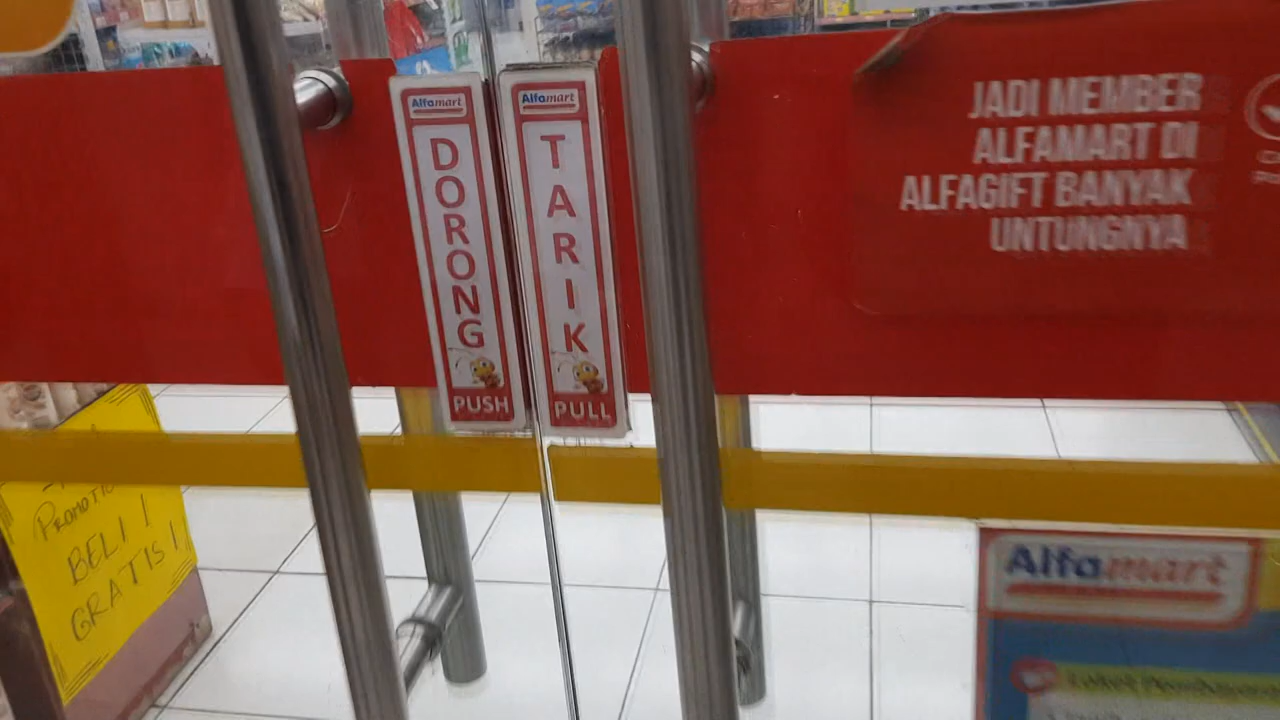 Alfamart
DORONG
PUSH
Alfamart
TARIK
PULL
JADI MEMBER
ALFAMART DI
ALFAGIFT BANYAK
UNTUNGNYA
BELI 1
GRATIS 1
Alfamart